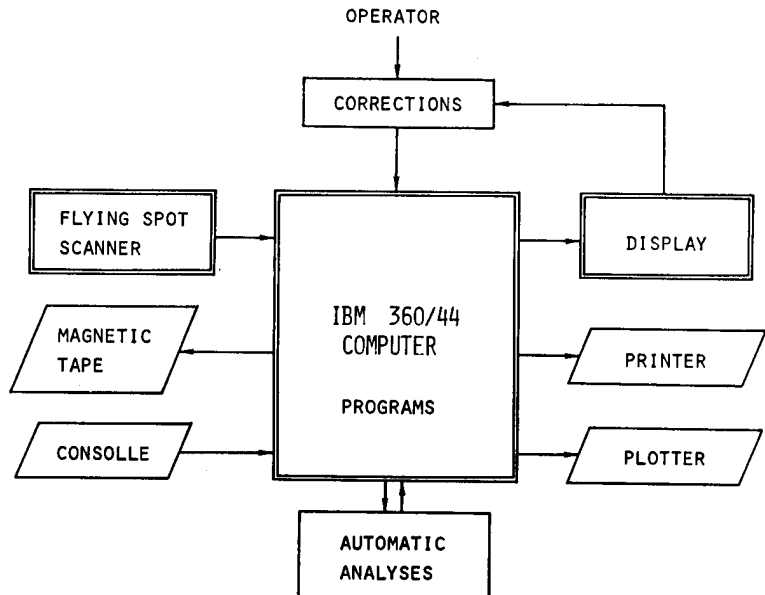 OPERATOR
CORRECTIONS
FLYING SPOT
SCANNER
DISPLAY
IBM 360/44
COMPUTER
PROGRAMS
MAGNETIC
TAPE
PRINTER
CONSOLLE
PLOTTER
AUTOMATIC
ANALYSES